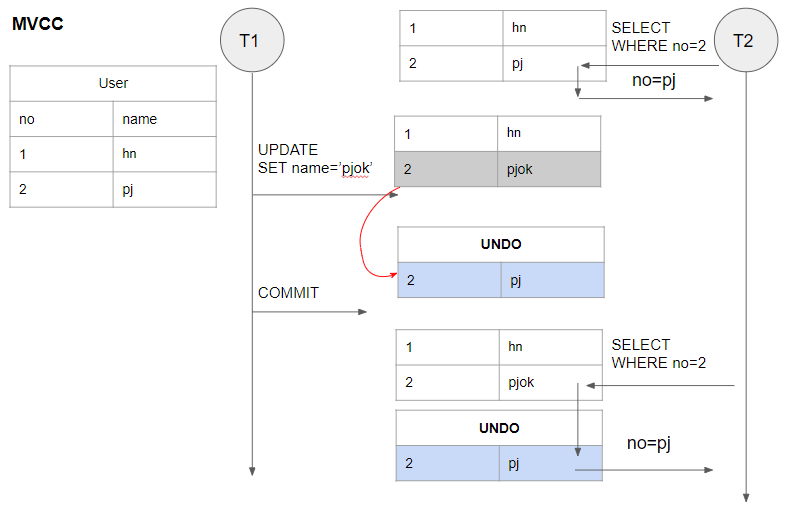 MVCC
User
no name
1 hn
2 pj
T1
1 hn
2 pj
SELECT
WHERE no=2
T2
no=pj
UPDATE
SET name='pjok'
1 hn
2 pjok
UNDO
2 pj
COMMIT
1 hn
2 pjok
SELECT
WHERE no=2
UNDO
2 pj
no=pj